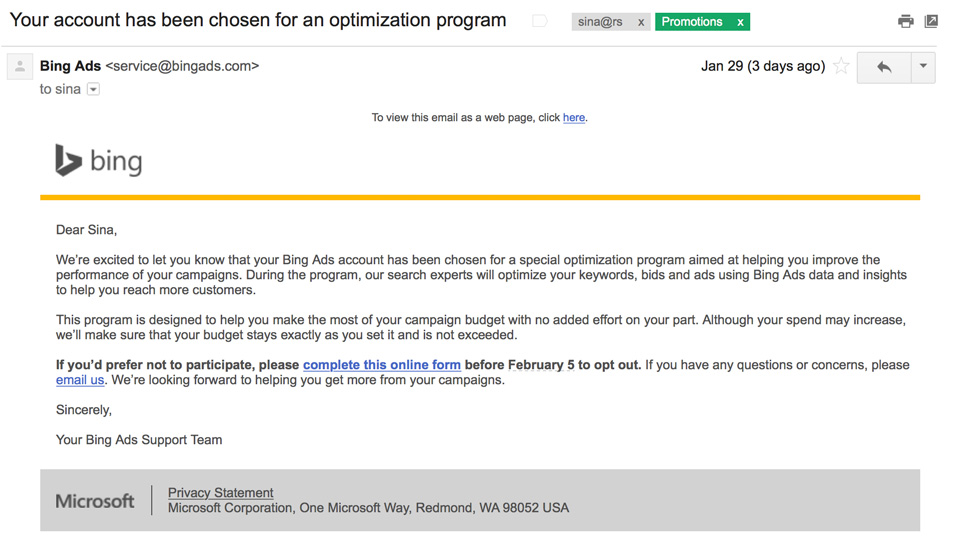 Your account has been chosen for an optimization program
sina@rs x
Promotions x
Bing Ads <service@bingads.com>
Jan 29 (3 days ago)
to sina
To view this email as a web page, click here.
bing
Dear Sina,
We’re excited to let you know that your Bing Ads account has been chosen for a special optimization program aimed at helping you improve the
performance of your campaigns. During the program, our search experts will optimize your keywords, bids and ads using Bing Ads data and insights
to help you reach more customers.
This program is designed to help you make the most of your campaign budget with no added effort on your part. Although your spend may increase,
we’ll make sure that your budget stays exactly as you set it and is not exceeded.
If you’d prefer not to participate, please complete this online form before February 5 to opt out. If you have any questions or concerns, please
email us. We’re looking forward to helping you get more from your campaigns.
Sincerely,
Your Bing Ads Support Team
Microsoft
Privacy Statement
Microsoft Corporation, One Microsoft Way, Redmond, WA 98052 USA